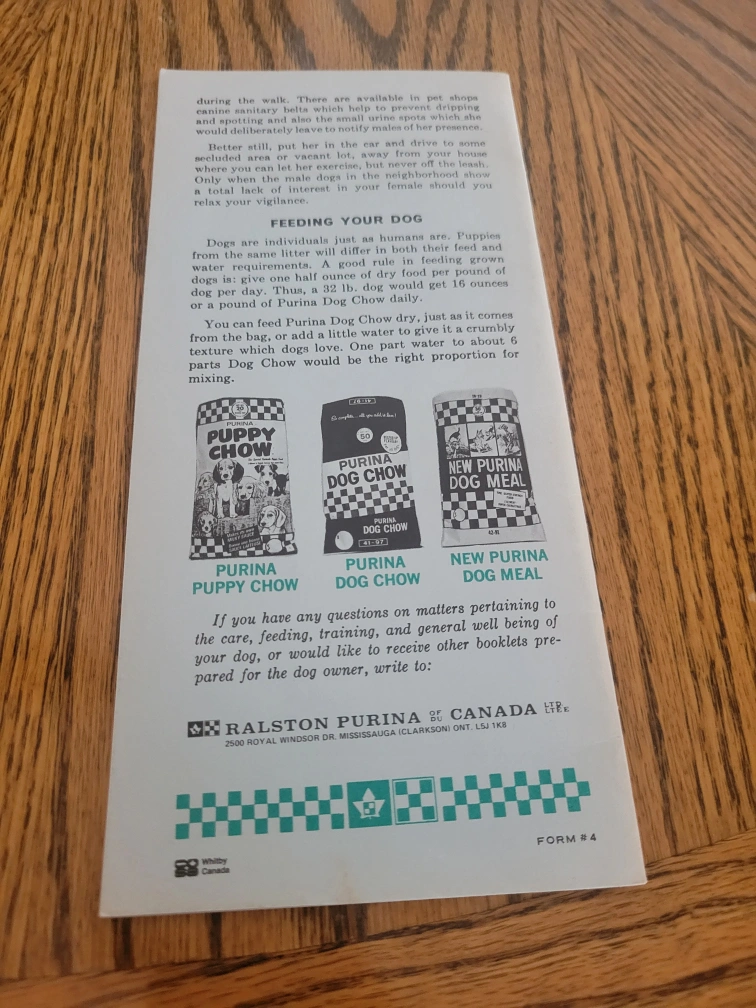 during the walk. There are available in pet shops
canine sanitary belts which help to prevent dripping
and spotting and also the small urine spots which she
would deliberately leave to notify males of her presence.
Better still, put her in the car and drive to some
secluded area or vacant lot, away from your house
where you can let her exercise, but never off the leash.
Only when the male dogs in the neighborhood show
a total lack of interest in your female should you
relax your vigilance.
FEEDING YOUR DOG
Dogs are individuals just as humans are. Puppies
from the same litter will differ in both their feed and
water requirements. A good rule in feeding grown
dogs is: give one half ounce of dry food per pound of
dog per day. Thus, a 32 lb. dog would get 16 ounces
or a pound of Purina Dog Chow daily.
You can feed Purina Dog Chow dry, just as it comes
from the bag, or add a little water to give it a crumbly
texture which dogs love. One part water to about 6
parts Dog Chow would be the right proportion for
mixing.
PURINA
PUPPY
CHOW
50
PURINA
DOG CHOW
PURINA
DOG CHOW
41-97
NEW PURINA
DOG MEAL
PURINA
PUPPY CHOW
PURINA
DOG CHOW
NEW PURINA
DOG MEAL
If you have any questions on matters pertaining to
the care, feeding, training, and general well being of
your dog, or would like to receive other booklets pre-
pared for the dog owner, write to:
RALSTON PURINA OF DU CANADA LTD. LTEE
2500 ROYAL WINDSOR DR. MISSISSAUGA (CLARKSON) ONT. LSJ 1K8
FORM #4
Whitby
Canada